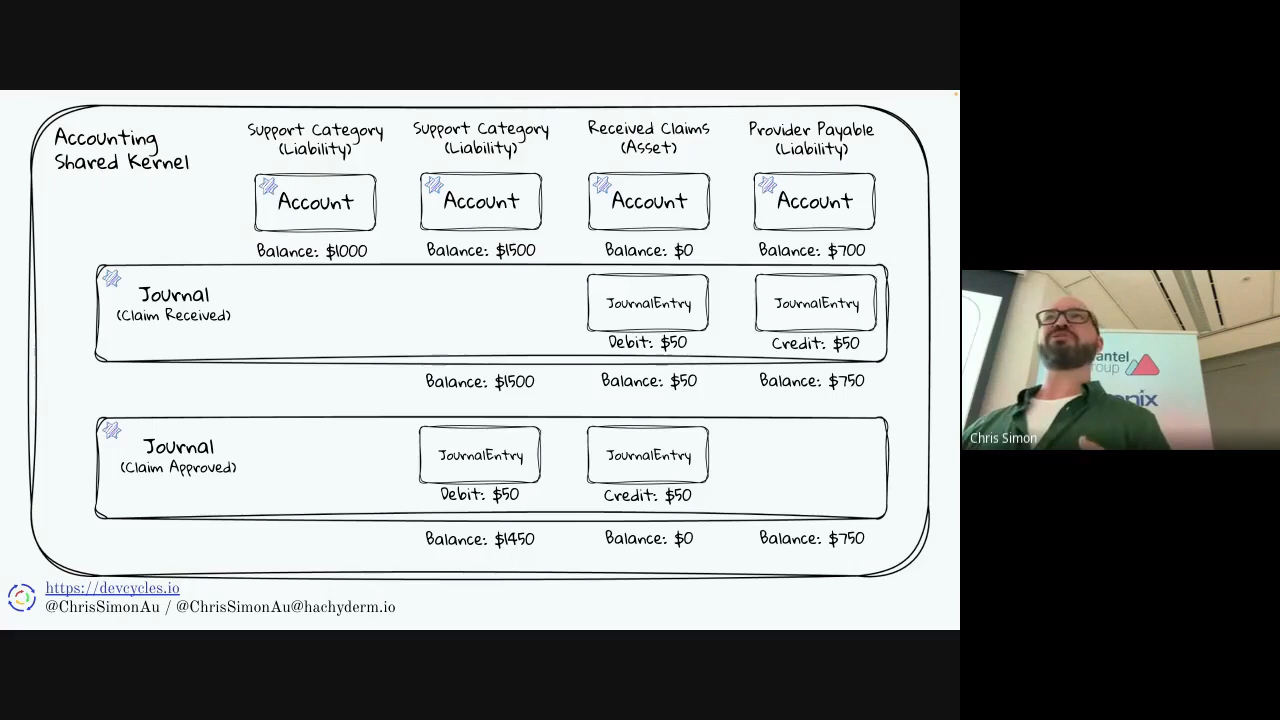 Accounting
Shared Kernel
Support Category
(Liability)
Support Category
(Liability)
Received Claims
(Asset)
Provider Payable
(Liability)
Account
Account
Account
Account
Balance: $1000
Balance: $1500
Balance: $0
Balance: $700
Journal
(Claim Received)
JournalEntry
JournalEntry
Debit: $50
Credit: $50
Balance: $1500
Balance: $50
Balance: $750
Journal
(Claim Approved)
JournalEntry
JournalEntry
Debit: $50
Credit: $50
Balance: $1450
Balance: $0
Balance: $750
https://devcycles.io
@ChrisSimonAu / @ChrisSimonAu@hachyderm.io
Chris Simon